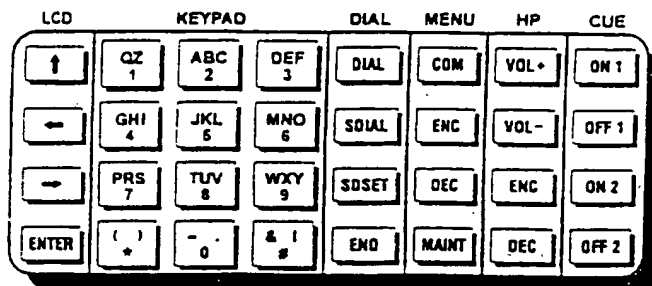 LCD KEYPAD DIAL MENU HP CUE
↑ QZ ABC DEF DIAL COM VOL+ ON 1
1 2 3
← GHI JKL MNO SDIAL ENC VOL- OFF 1
4 5 6
→ PRS TUV WXY SDSET DEC ENC ON 2
7 8 9
ENTER ( ) - . & ! END MAINT DEC OFF 2
* 0 #